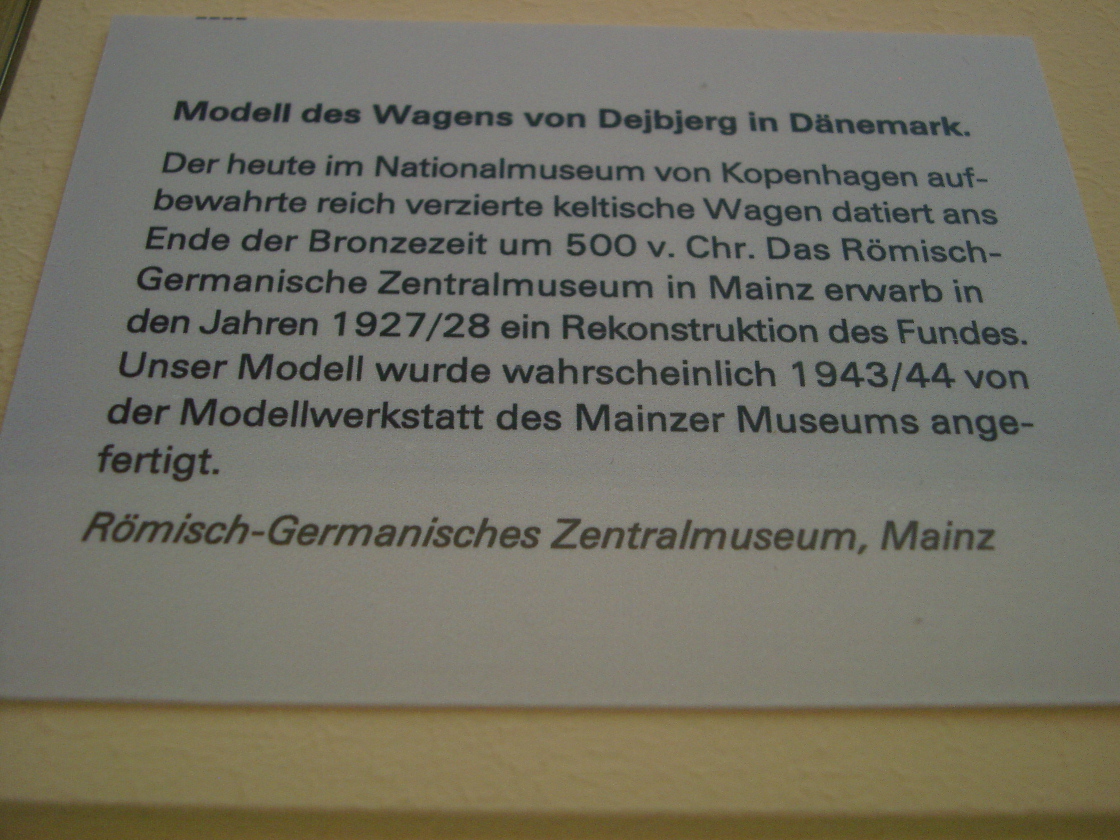 Modell des Wagens von Dejbjerg in Dänemark.
Der heute im Nationalmuseum von Kopenhagen auf-
bewahrte reich verzierte keltische Wagen datiert ans
Ende der Bronzezeit um 500 v. Chr. Das Römisch-
Germanische Zentralmuseum in Mainz erwarb in
den Jahren 1927/28 ein Rekonstruktion des Fundes.
Unser Modell wurde wahrscheinlich 1943/44 von
der Modellwerkstatt des Mainzer Museums ange-
fertigt.
Römisch-Germanisches Zentralmuseum, Mainz